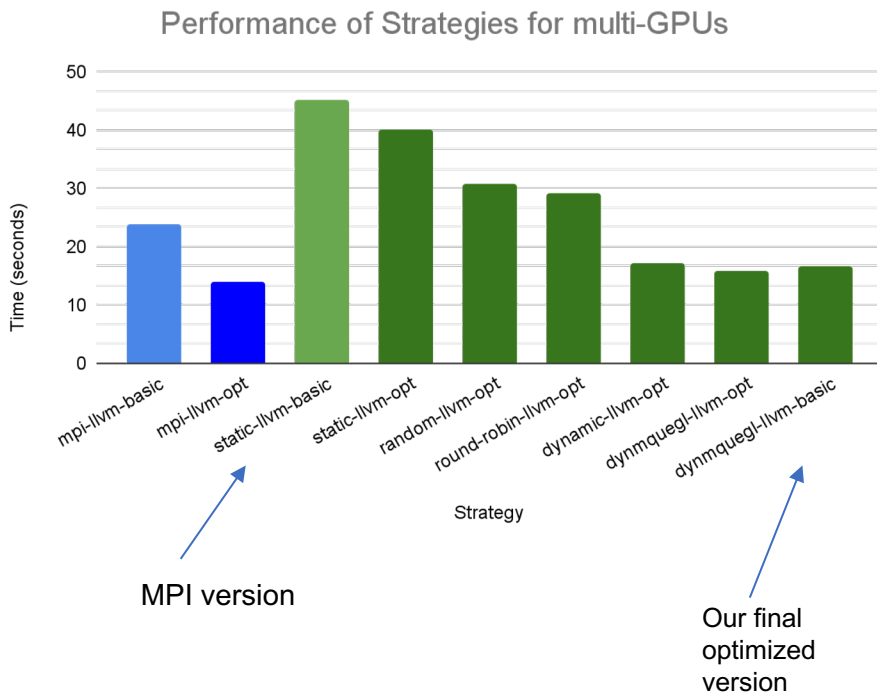 Performance of Strategies for multi-GPUs
Time (seconds)
50
40
30
20
10
0
mpi-llvm-basic
mpi-llvm-opt
static-llvm-basic
static-llvm-opt
random-llvm-opt
round-robin-llvm-opt
dynamic-llvm-opt
dynmquegl-llvm-opt
dynmquegl-llvm-basic
Strategy
MPI version
Our final
optimized
version